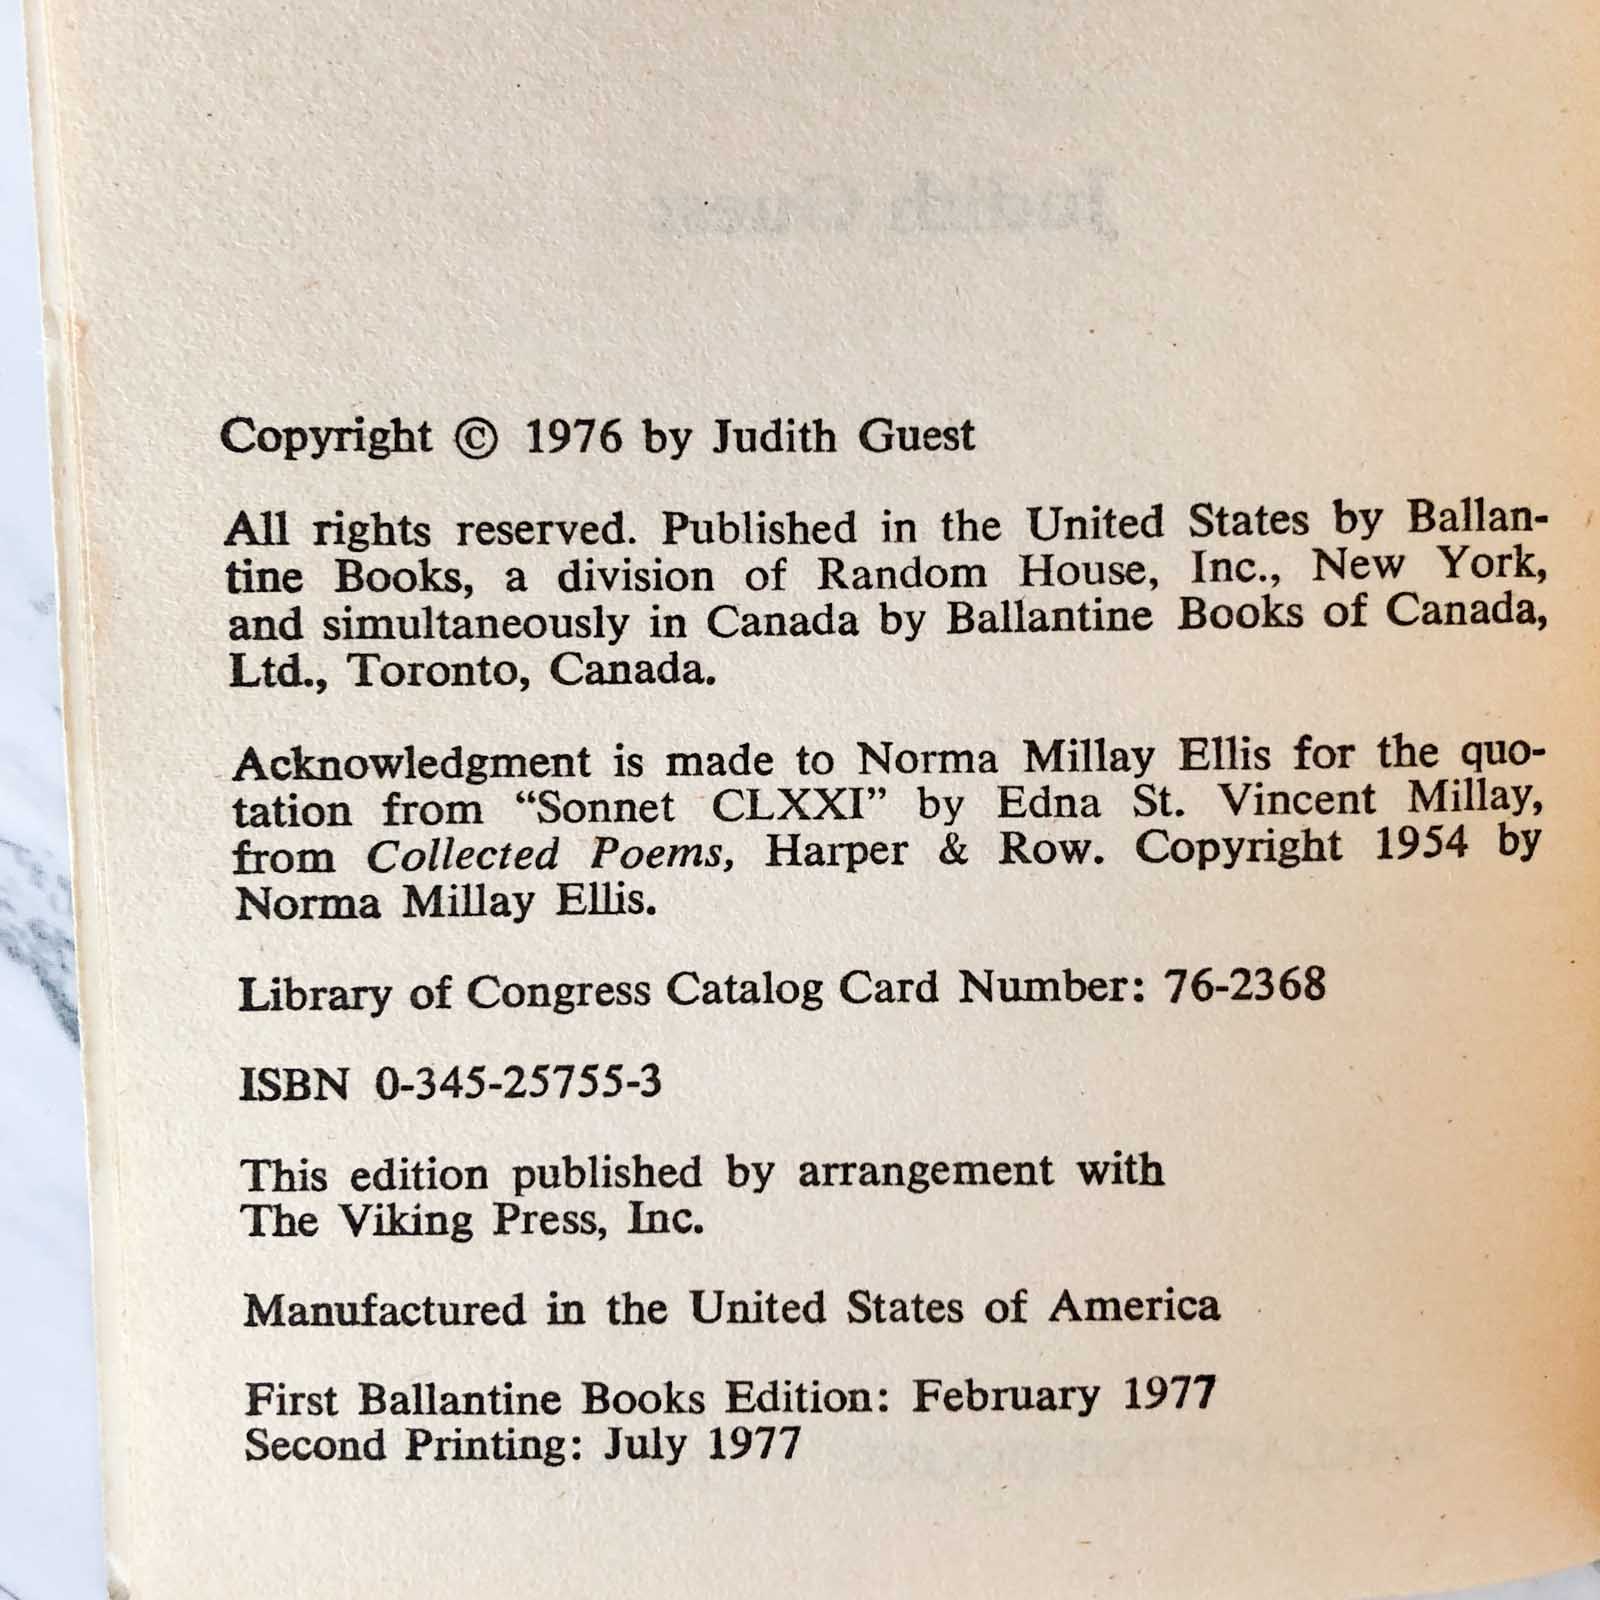 Judith Guest
Copyright © 1976 by Judith Guest
All rights reserved. Published in the United States by Ballan-
tine Books, a division of Random House, Inc., New York,
and simultaneously in Canada by Ballantine Books of Canada,
Ltd., Toronto, Canada.
Acknowledgment is made to Norma Millay Ellis for the quo-
tation from “Sonnet CLXXI” by Edna St. Vincent Millay,
from Collected Poems, Harper & Row. Copyright 1954 by
Norma Millay Ellis.
Library of Congress Catalog Card Number: 76-2368
ISBN 0-345-25755-3
This edition published by arrangement with
The Viking Press, Inc.
Manufactured in the United States of America
First Ballantine Books Edition: February 1977
Second Printing: July 1977